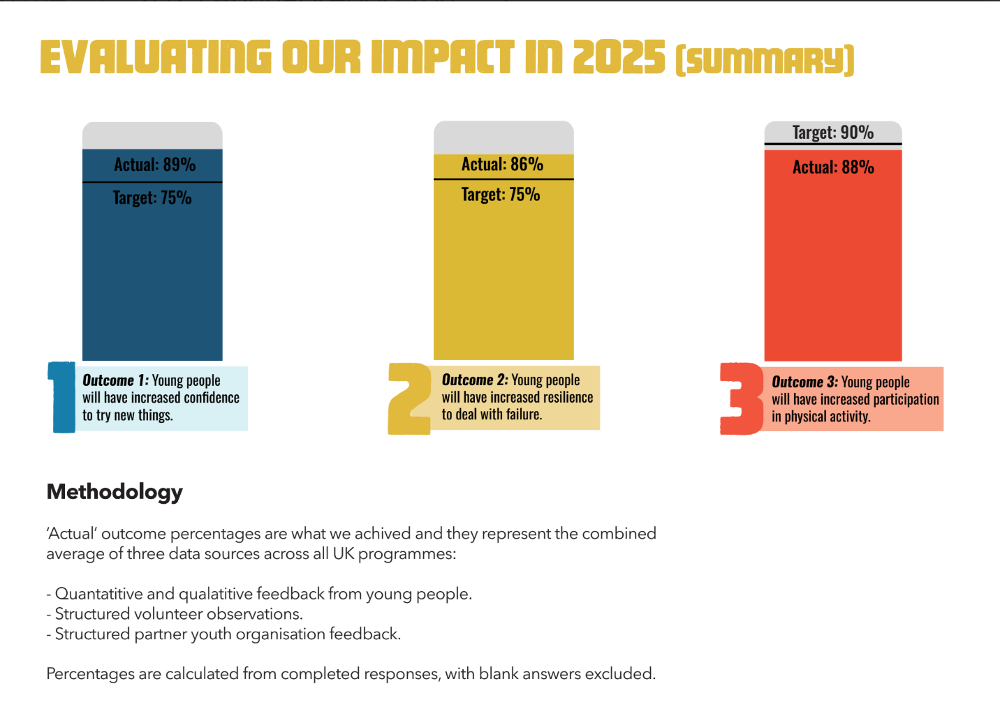 EVALUATING OUR IMPACT IN 2025 (SUMMARY)
Actual: 89%
Target: 75%
Actual: 86%
Target: 75%
Target: 90%
Actual: 88%
1
Outcome 1: Young people
will have increased confidence
to try new things.
2
Outcome 2: Young people
will have increased resilience
to deal with failure.
3
Outcome 3: Young people
will have increased participation
in physical activity.
Methodology
‘Actual’ outcome percentages are what we achived and they represent the combined
average of three data sources across all UK programmes:
- Quantatitive and qualatitive feedback from young people.
- Structured volunteer observations.
- Structured partner youth organisation feedback.
Percentages are calculated from completed responses, with blank answers excluded.